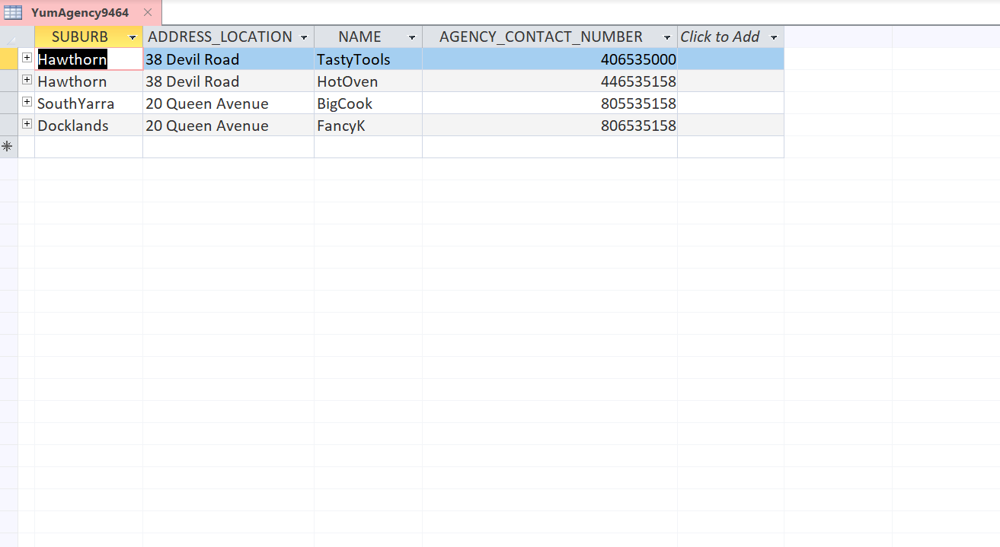 YumAgency9464
SUBURB ADDRESS_LOCATION NAME AGENCY_CONTACT_NUMBER Click to Add
Hawthorn 38 Devil Road TastyTools 406535000
Hawthorn 38 Devil Road HotOven 446535158
SouthYarra 20 Queen Avenue BigCook 805535158
Docklands 20 Queen Avenue FancyK 806535158